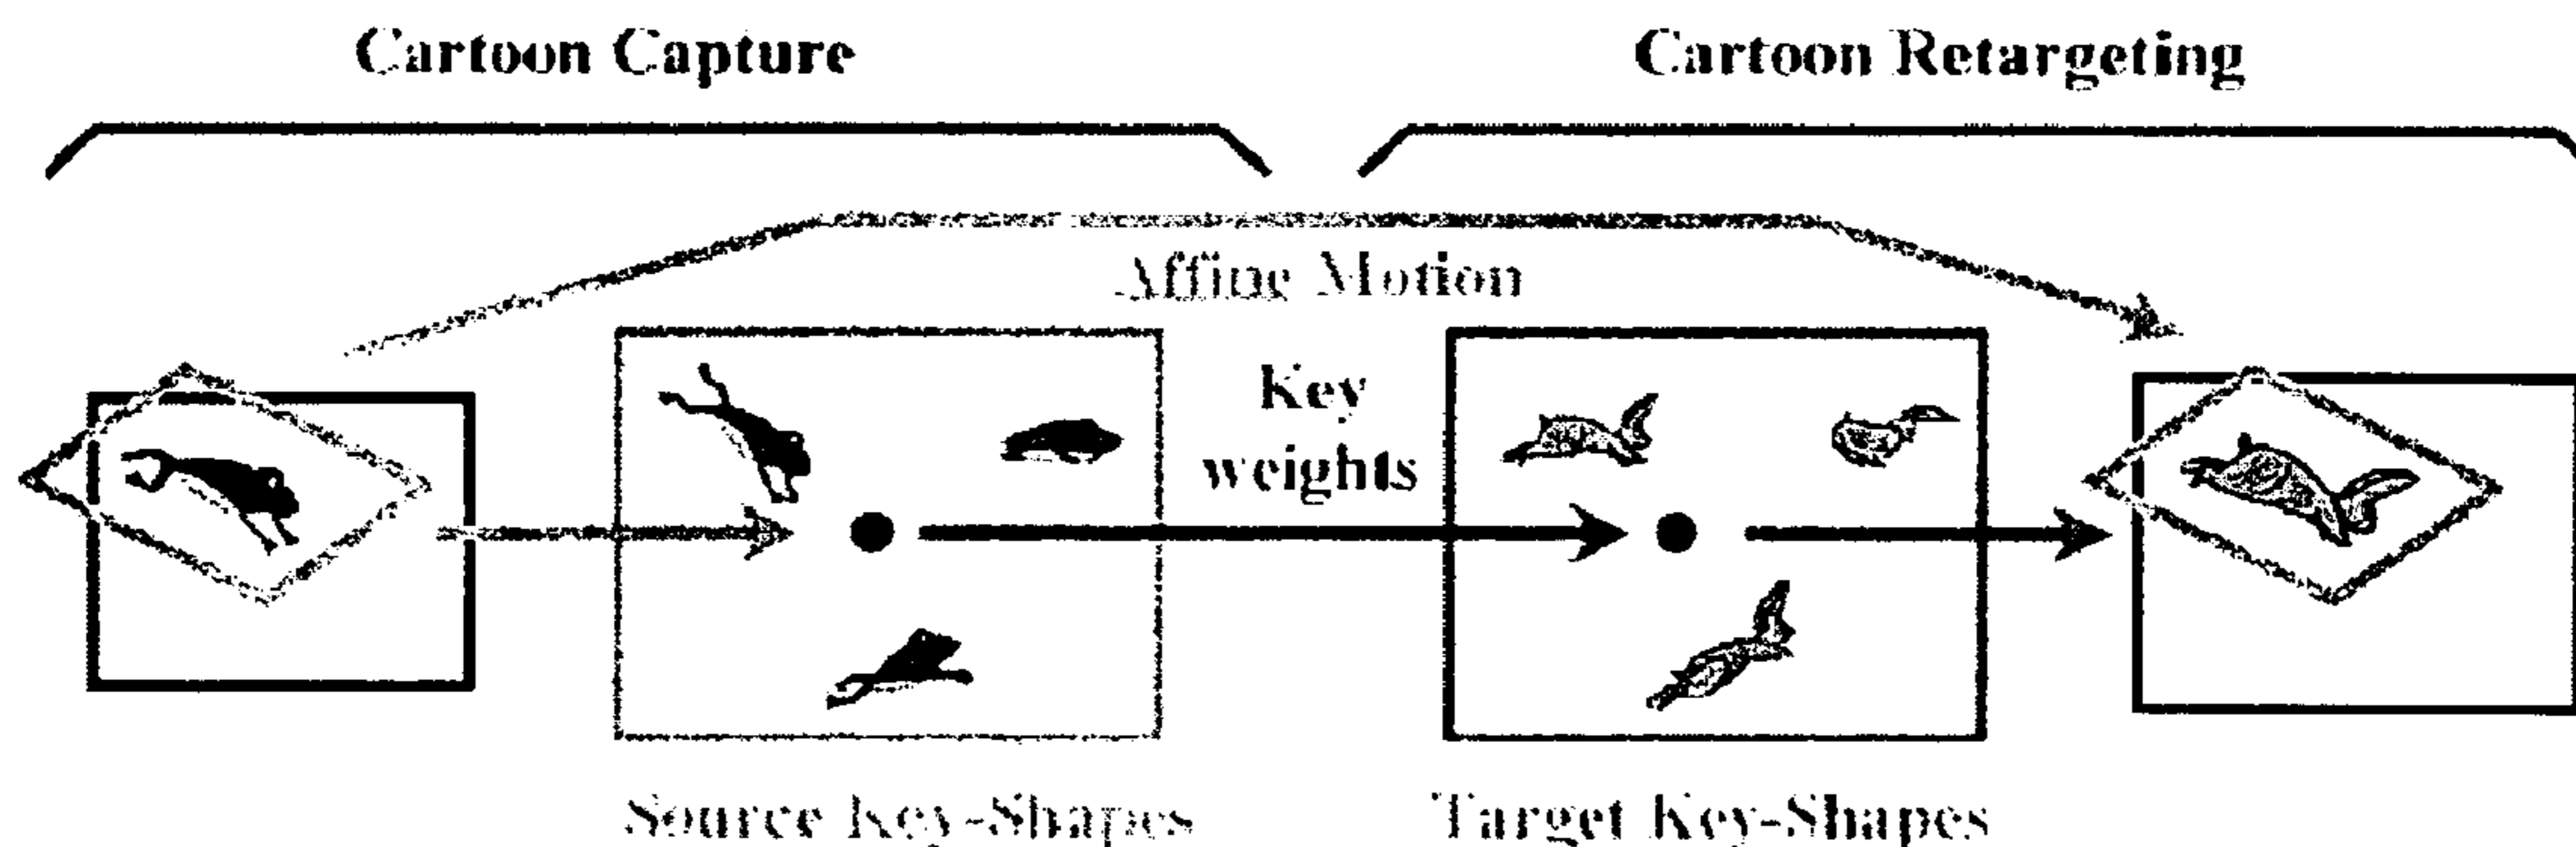 Cartoon Capture
Cartoon Retargeting
Affine Motion
Key
weights
Source Key-Shapes
Target Key-Shapes